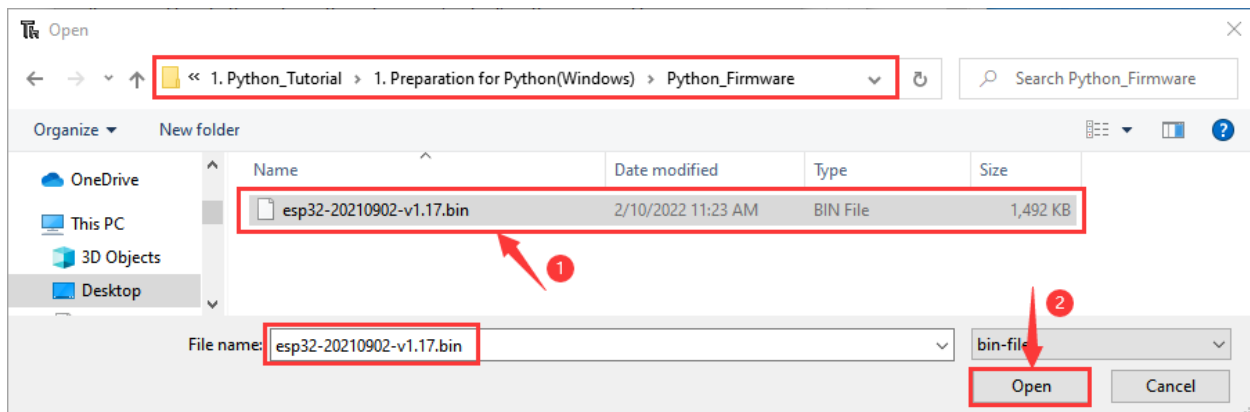 Open
« 1. Python_Tutorial › 1. Preparation for Python(Windows) › Python_Firmware
Search Python_Firmware
Organize New folder
Name Date modified Type Size
OneDrive
esp32-20210902-v1.17.bin 2/10/2022 11:23 AM BIN File 1,492 KB
This PC
3D Objects
1
Desktop
2
File name: esp32-20210902-v1.17.bin bin-file
Open Cancel